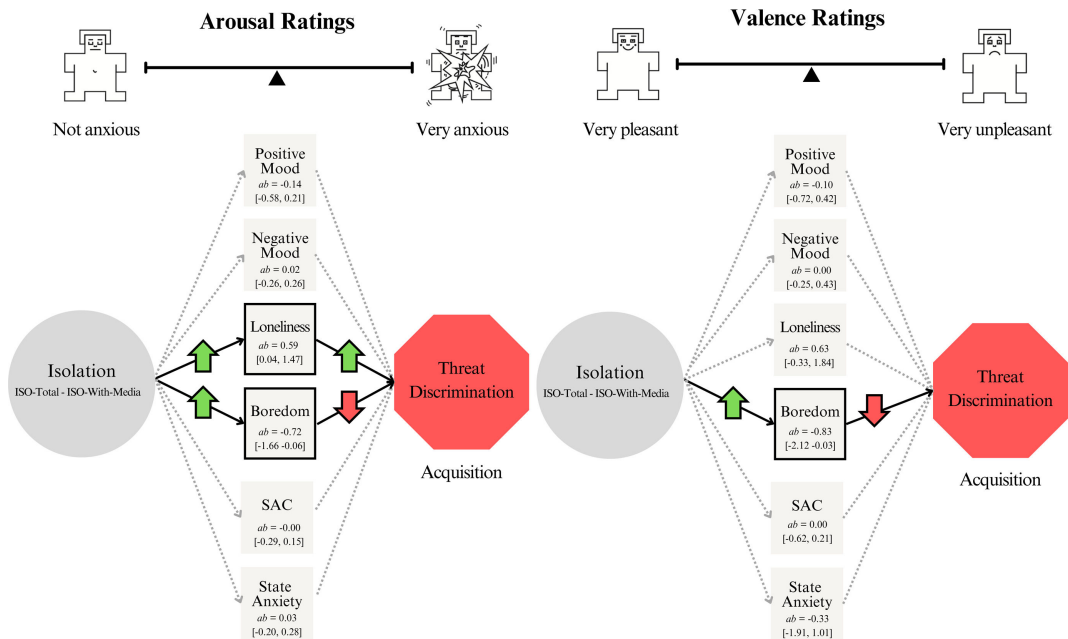 Arousal Ratings
Not anxious
Very anxious
Positive
Mood
ab = -0.14
[-0.58, 0.21]
Negative
Mood
ab = 0.02
[-0.26, 0.26]
Loneliness
ab = 0.59
[0.04, 1.47]
Isolation
ISO-Total - ISO-With-Media
Boredom
ab = -0.72
[-1.66 -0.06]
Threat
Discrimination
Acquisition
SAC
ab = -0.00
[-0.29, 0.15]
State
Anxiety
ab = 0.03
[-0.20, 0.28]
Valence Ratings
Very pleasant
Very unpleasant
Positive
Mood
ab = -0.10
[-0.72, 0.42]
Negative
Mood
ab = 0.00
[-0.25, 0.43]
Loneliness
ab = 0.63
[-0.33, 1.84]
Isolation
ISO-Total - ISO-With-Media
Boredom
ab = -0.83
[-2.12 -0.03]
Threat
Discrimination
Acquisition
SAC
ab = 0.00
[-0.62, 0.21]
State
Anxiety
ab = -0.33
[-1.91, 1.01]